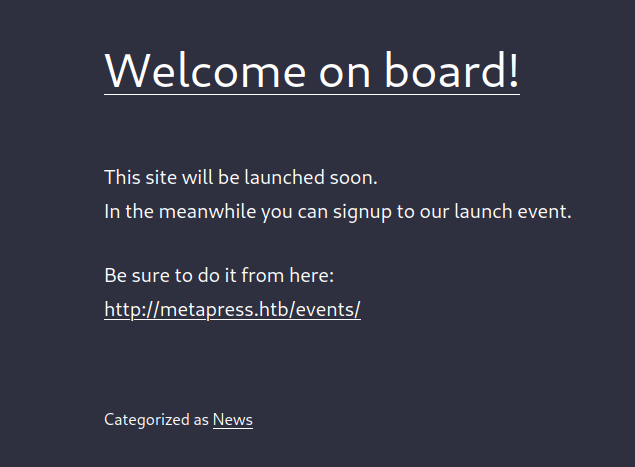 Welcome on board!
This site will be launched soon.
In the meanwhile you can signup to our launch event.
Be sure to do it from here:
http://metapress.htb/events/
Categorized as News